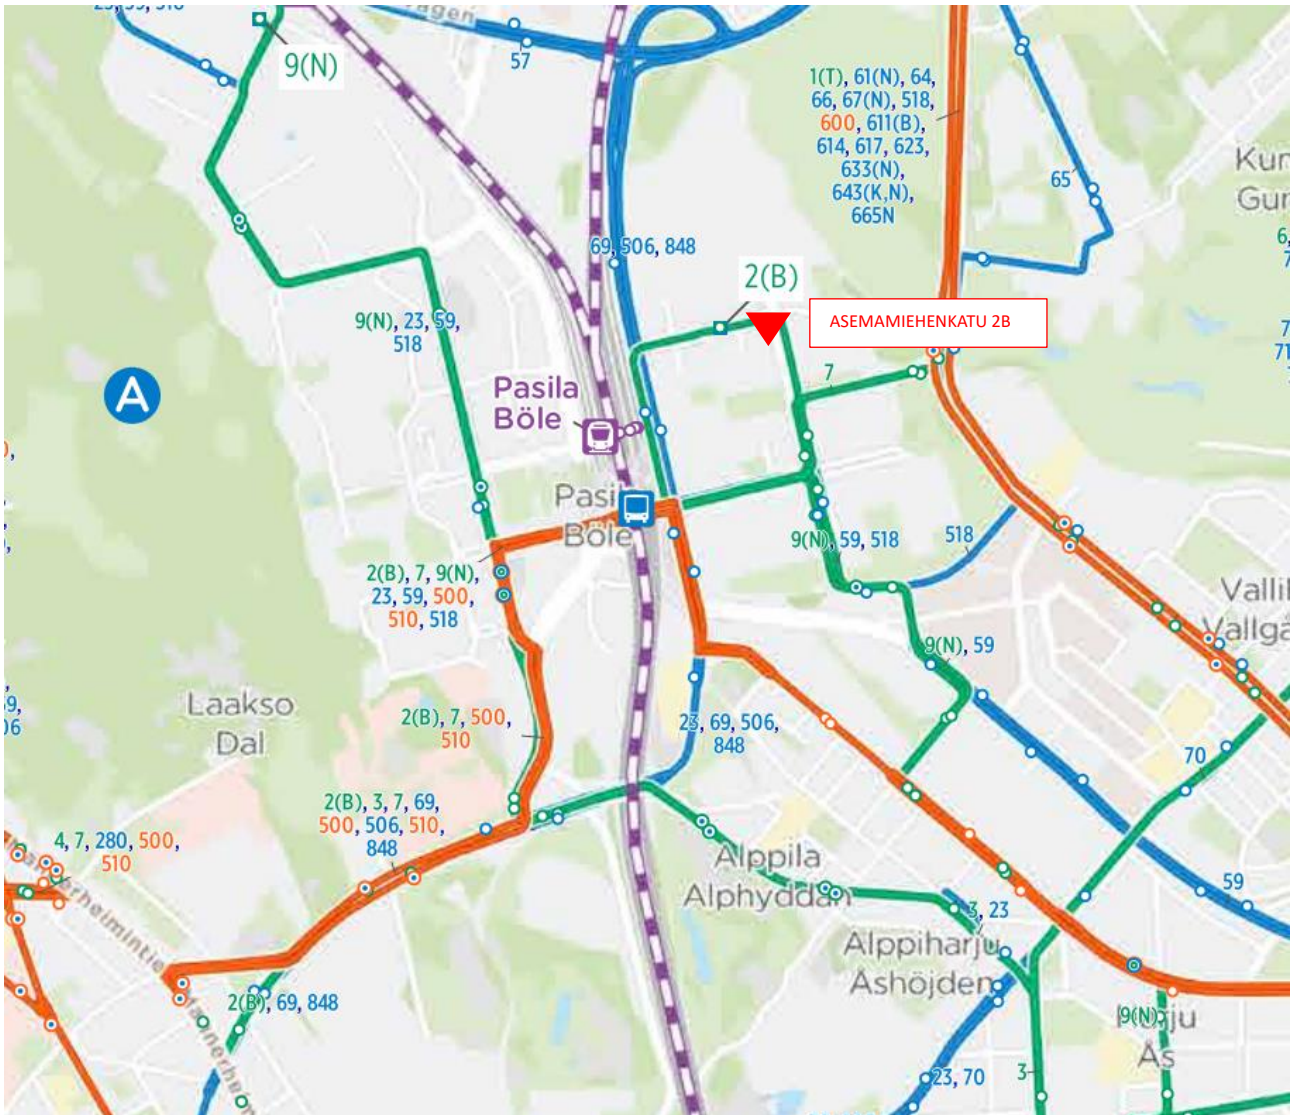 57
9(N)
1(T), 61(N), 64,
66, 67(N), 518,
600, 611(B),
614, 617, 623,
633(N),
643(K,N),
665N
65
69, 506, 848
2(B)
ASEMAMIEHENKATU 2B
9(N), 23, 59,
518
7
A
Pasila
Böle
Böle
9(N), 59, 518
518
2(B), 7, 9(N),
23, 59, 500,
510, 518
9(N), 59
Laakso
Dal
2(B), 7, 500,
510
23, 69, 506,
848
70
2(B), 3, 7, 69,
500, 506, 510,
848
4, 7, 280, 500,
510
Alppila
Alphyddan
59
3, 23
Alppiharju
Åshöjden
2(B), 69, 848
9(N)
Ås
23, 70
3